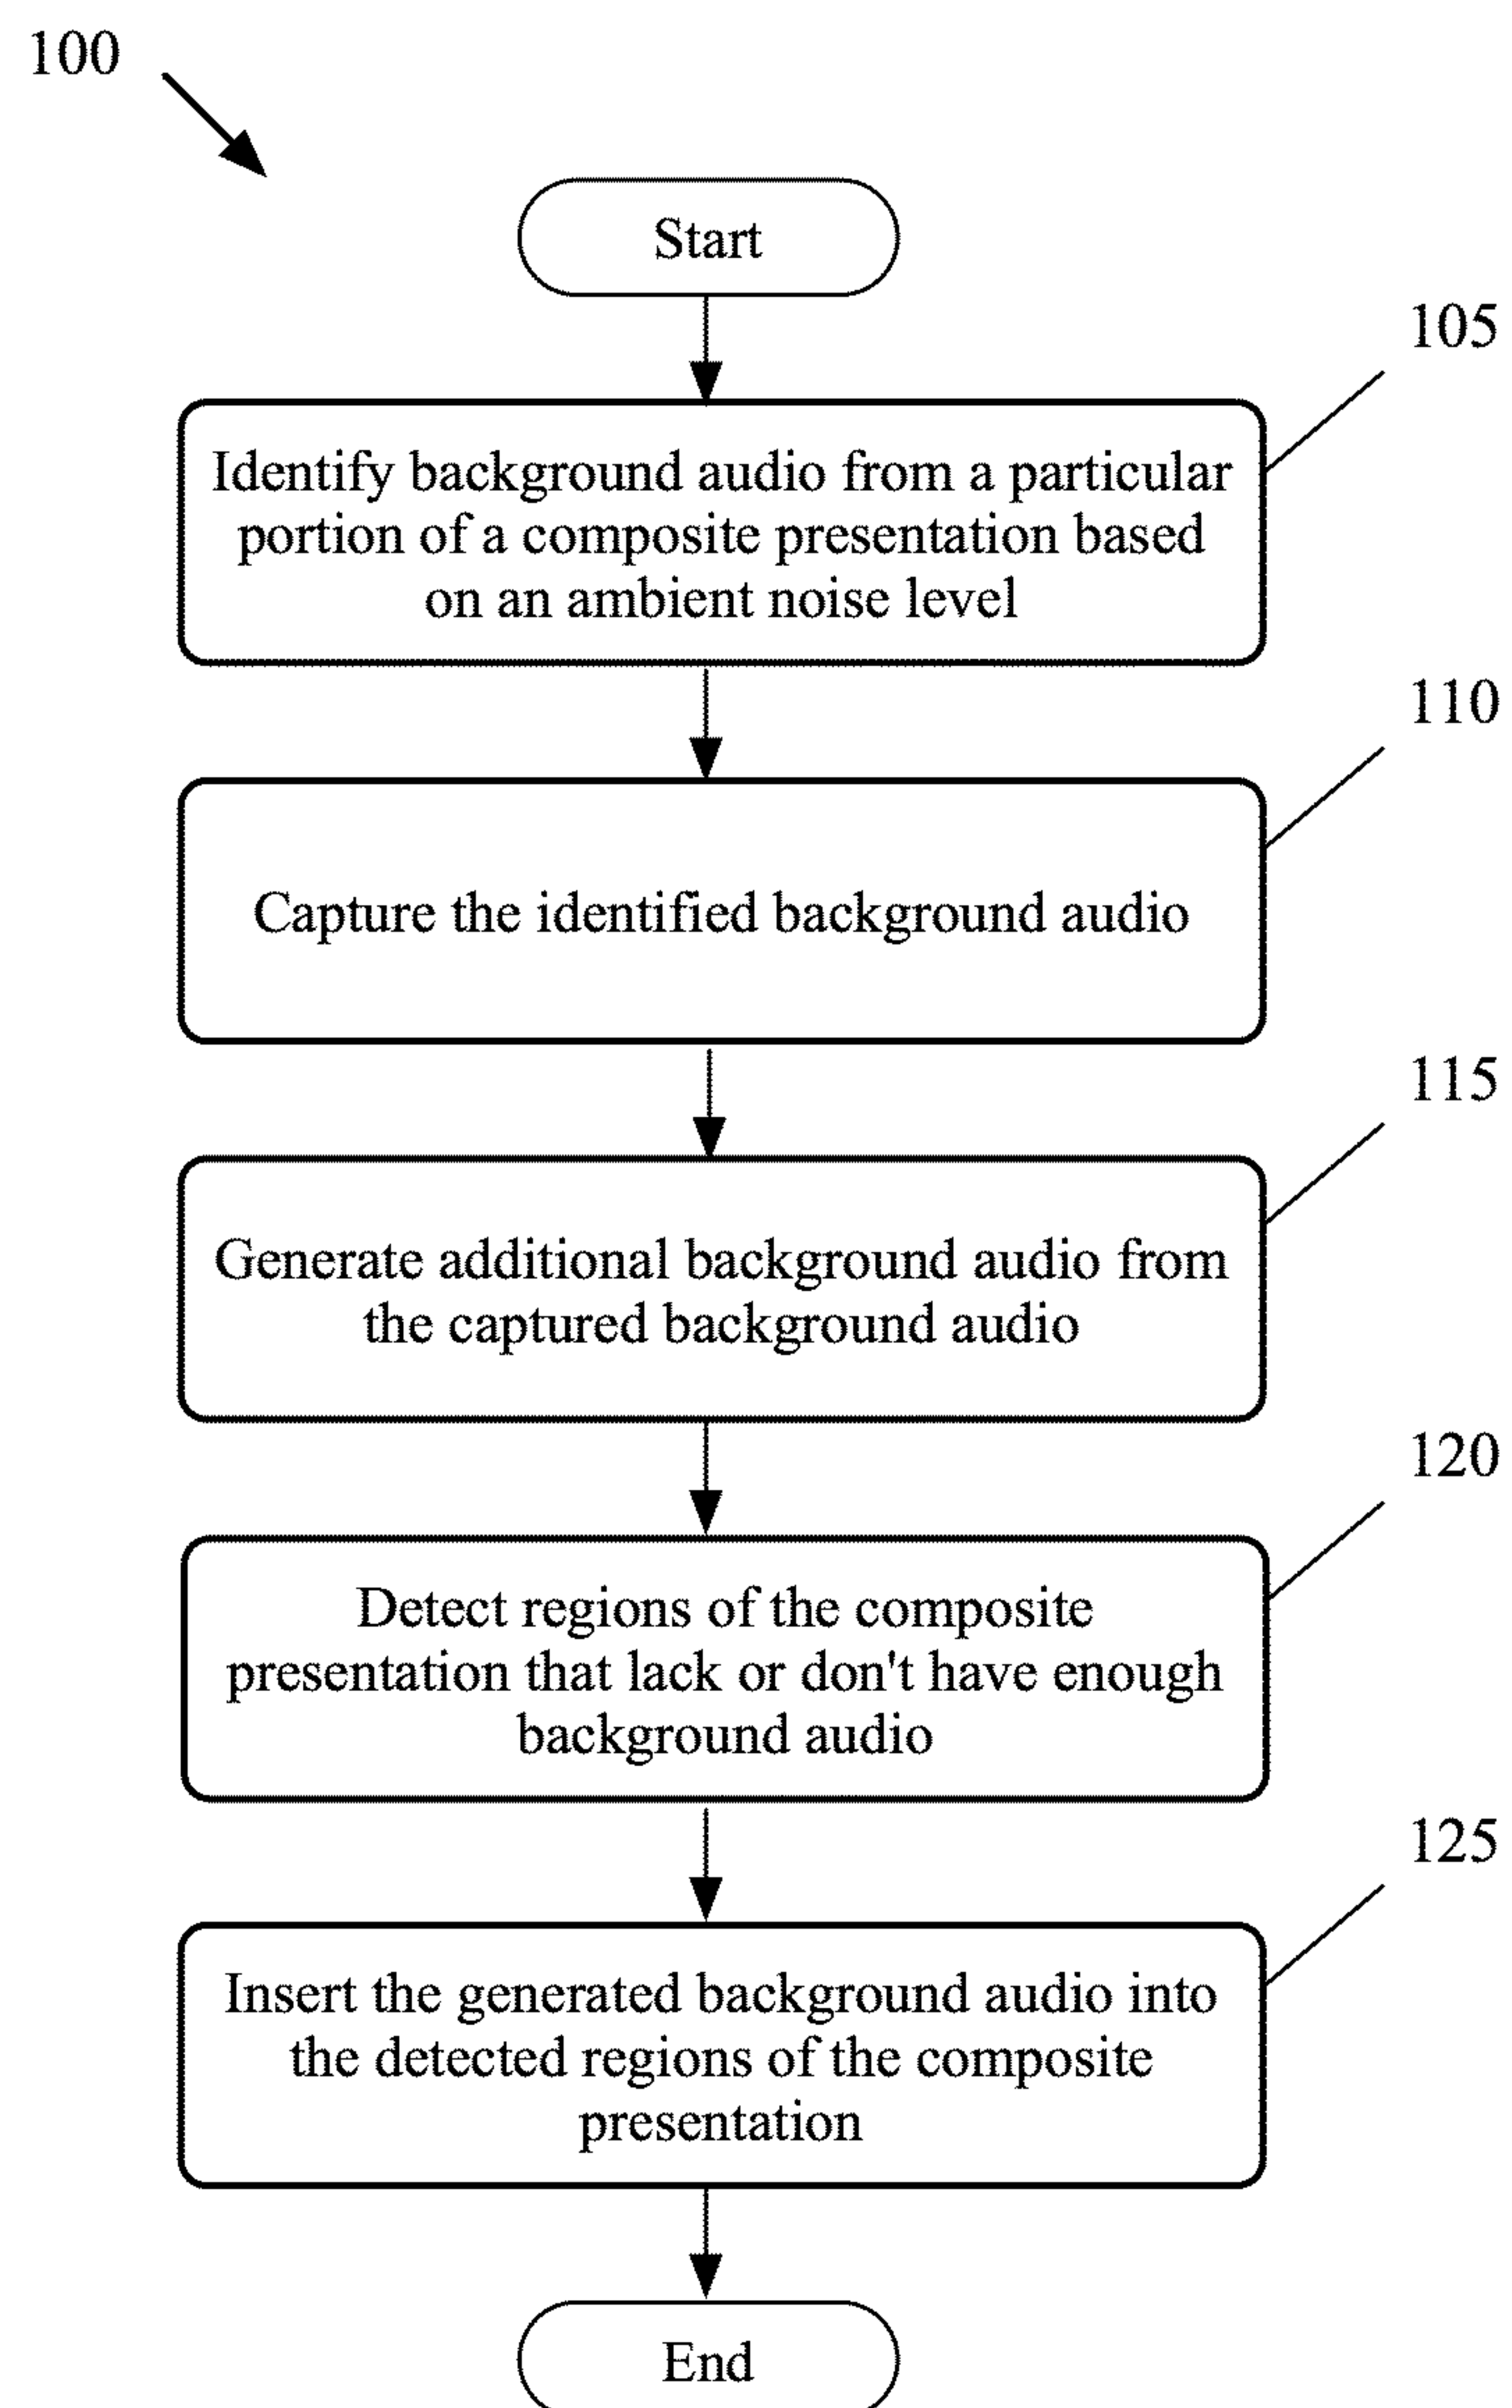 100
Start
105
Identify background audio from a particular
portion of a composite presentation based
on an ambient noise level
110
Capture the identified background audio
115
Generate additional background audio from
the captured background audio
120
Detect regions of the composite
presentation that lack or don't have enough
background audio
125
Insert the generated background audio into
the detected regions of the composite
presentation
End